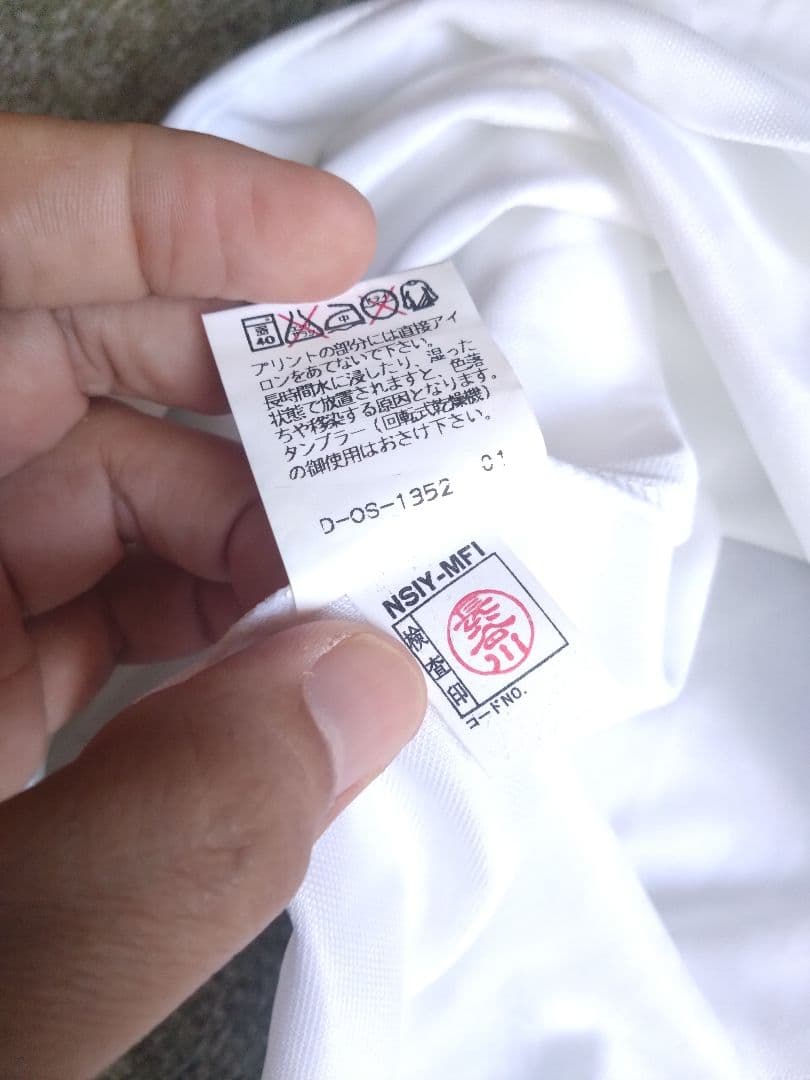 弱
40
中
プリントの部分には直接アイ
ロンをあてないで下さい。
長時間水に浸したり、湿った
状態で放置されますと、色落
ちや移染する原因となります。
タンブラー(回転式乾燥機)
の御使用はおさけ下さい。
D-OS-1352 01
NSIY-MFI
検査印
長谷川
コードNO.